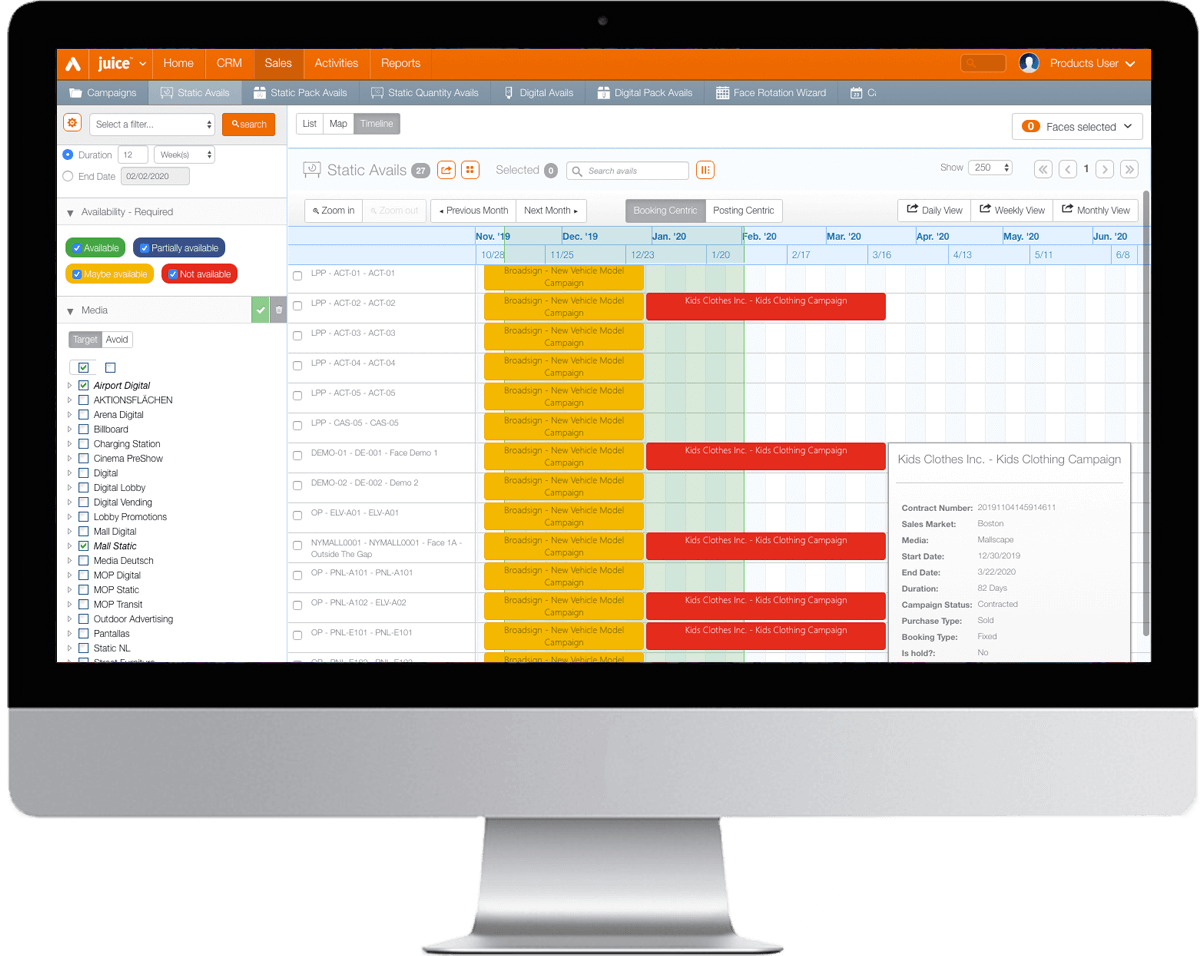 juice
Home
CRM
Sales
Activities
Reports
Products User
Campaigns
Static Avails
Static Pack Avails
Static Quantity Avails
Digital Avails
Digital Pack Avails
Face Rotation Wizard
Select a filter...
search
List
Map
Timeline
0 Faces selected
Duration 12 Week(s)
End Date 02/02/2020
Static Avails 27
Selected 0
Search avails
Show 250
1
Availability - Required
Zoom in
Zoom out
Previous Month
Next Month
Booking Centric
Posting Centric
Daily View
Weekly View
Monthly View
Available
Partially available
Maybe available
Not available
Nov. '19 Dec. '19 Jan. '20 Feb. '20 Mar. '20 Apr. '20 May. '20 Jun. '20
10/28 11/25 12/23 1/20 2/17 3/16 4/13 5/11 6/8
Media
Target
Avoid
Airport Digital
AKTIONSFLÄCHEN
Arena Digital
Billboard
Charging Station
Cinema PreShow
Digital
Digital Lobby
Digital Vending
Lobby Promotions
Mall Digital
Mall Static
Media Deutsch
MOP Digital
MOP Static
MOP Transit
Outdoor Advertising
Pantallas
Static NL
Street Furniture
LPP - ACT-01 - ACT-01
Broadsign - New Vehicle Model
Campaign
LPP - ACT-02 - ACT-02
Broadsign - New Vehicle Model
Campaign
Kids Clothes Inc. - Kids Clothing Campaign
LPP - ACT-03 - ACT-03
Broadsign - New Vehicle Model
Campaign
LPP - ACT-04 - ACT-04
Broadsign - New Vehicle Model
Campaign
LPP - ACT-05 - ACT-05
Broadsign - New Vehicle Model
Campaign
LPP - CAS-05 - CAS-05
Broadsign - New Vehicle Model
Campaign
DEMO-01 - DE-001 - Face Demo 1
Broadsign - New Vehicle Model
Campaign
Kids Clothes Inc. - Kids Clothing Campaign
DEMO-02 - DE-002 - Demo 2
Broadsign - New Vehicle Model
Campaign
OP - ELV-A01 - ELV-A01
Broadsign - New Vehicle Model
Campaign
NYMALL0001 - NYMALL0001 - Face 1A -
Outside The Gap
Broadsign - New Vehicle Model
Campaign
Kids Clothes Inc. - Kids Clothing Campaign
OP - PNL-A101 - PNL-A101
Broadsign - New Vehicle Model
Campaign
OP - PNL-A102 - ELV-A02
Broadsign - New Vehicle Model
Campaign
Kids Clothes Inc. - Kids Clothing Campaign
OP - PNL-E101 - PNL-E101
Broadsign - New Vehicle Model
Campaign
Kids Clothes Inc. - Kids Clothing Campaign
Broadsign - New Vehicle Model
Kids Clothes Inc. - Kids Clothing Campaign
Contract Number: 20191104145914611
Sales Market: Boston
Media: Mallscape
Start Date: 12/30/2019
End Date: 3/22/2020
Duration: 82 Days
Campaign Status: Contracted
Purchase Type: Sold
Booking Type: Fixed
Is hold?: No